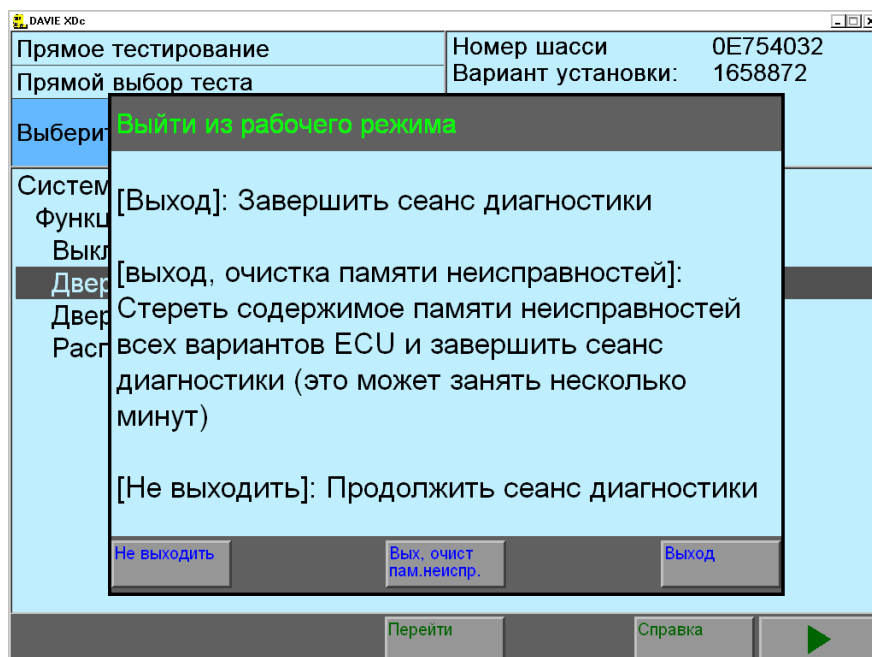 DAVIE XDc
Прямое тестирование
Номер шасси 0E754032
Прямой выбор теста
Вариант установки: 1658872
Выйти из рабочего режима
[Выход]: Завершить сеанс диагностики
[выход, очистка памяти неисправностей]:
Стереть содержимое памяти неисправностей
всех вариантов ECU и завершить сеанс
диагностики (это может занять несколько
минут)
[Не выходить]: Продолжить сеанс диагностики
Не выходить
Вых, очист
пам.неиспр.
Выход
Перейти
Справка